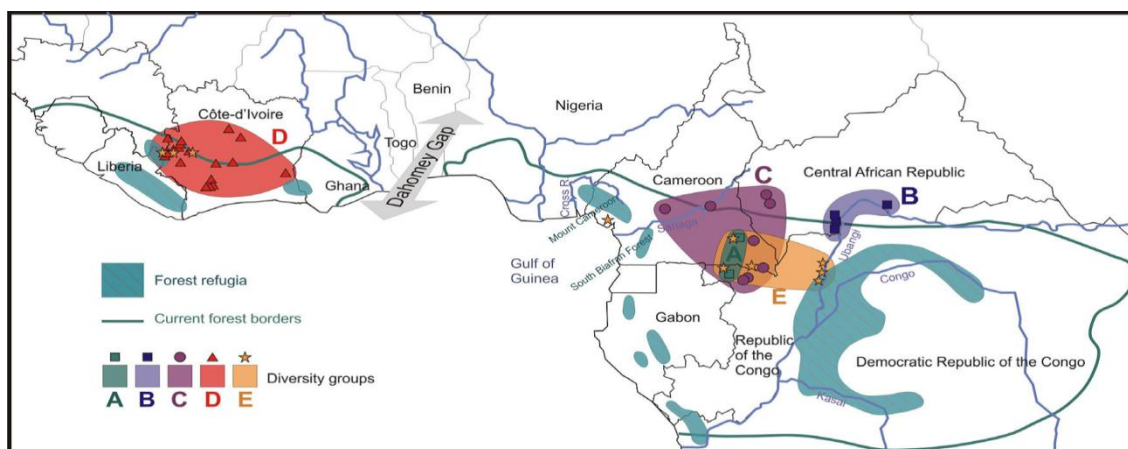 Côte-d'Ivoire
D
Liberia
Ghana
Togo
Benin
Dahomey Gap
Nigeria
Cross R.
Mount Cameroon
South Biafran Forest
Gulf of
Guinea
Cameroon
C
Sanaga
A
E
Central African Republic
B
Ubangi
Congo
Gabon
Republic
of the
Congo
Democratic Republic of the Congo
Kasai
Forest refugia
Current forest borders
Diversity groups
A B C D E